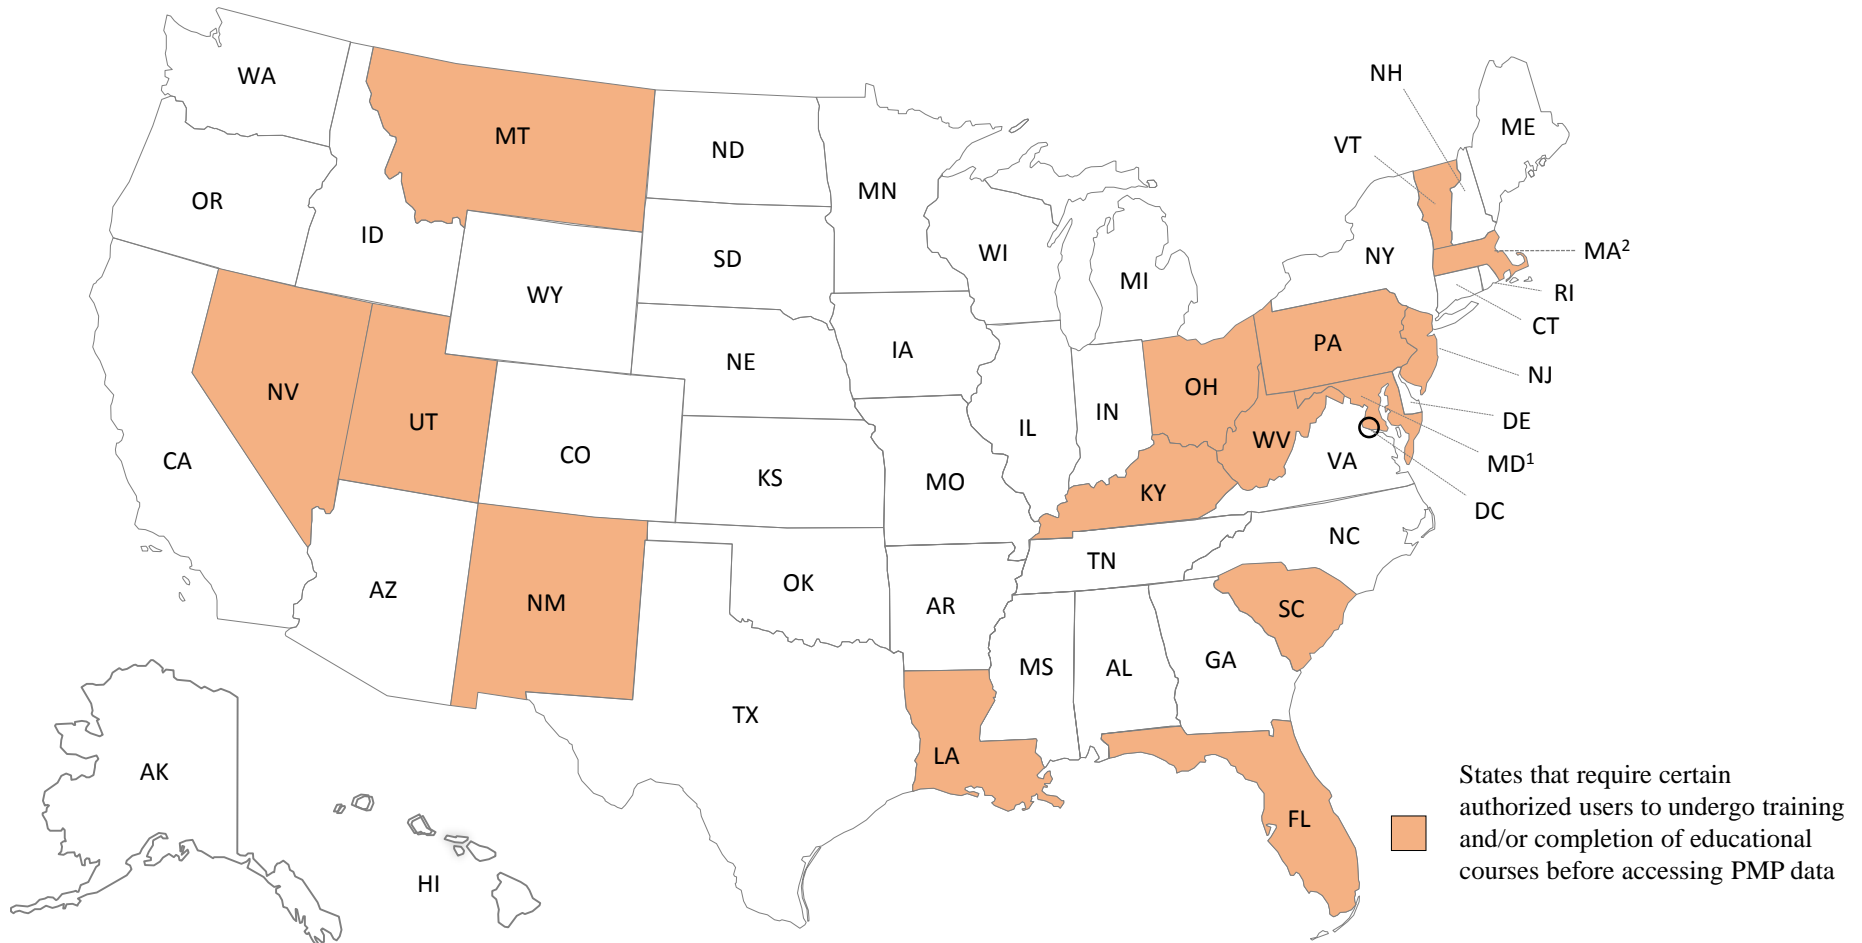 WA
MT
ND
MN
NH
ME
VT
OR
ID
SD
WI
MI
NY
MA²
RI
CT
WY
NE
IA
PA
NJ
NV
UT
CO
IL
IN
OH
DE
CA
KS
MO
KY
WV
VA
MD¹
DC
AZ
NM
OK
AR
TN
NC
SC
TX
LA
MS
AL
GA
FL
AK
HI
States that require certain
authorized users to undergo training
and/or completion of educational
courses before accessing PMP data